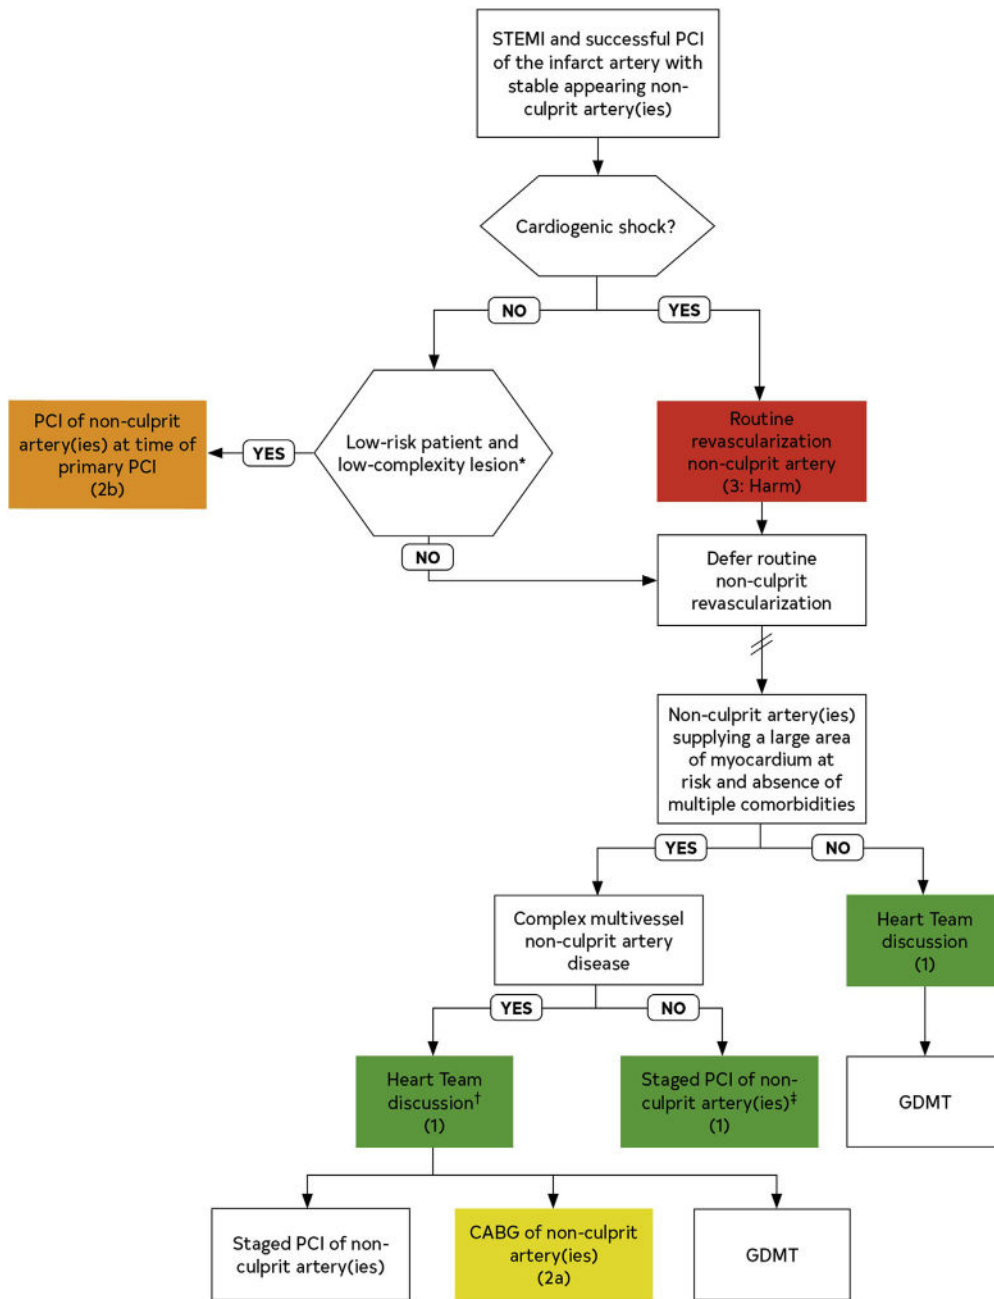 STEMI and successful PCI
of the infarct artery with
stable appearing non-
culprit artery(ies)
Cardiogenic shock?
NO
YES
PCI of non-culprit
artery(ies) at time of
primary PCI
(2b)
YES
Low-risk patient and
low-complexity lesion*
Routine
revascularization
non-culprit artery
(3: Harm)
NO
Defer routine
non-culprit
revascularization
Non-culprit artery(ies)
supplying a large area
of myocardium at
risk and absence of
multiple comorbidities
YES
NO
Complex multivessel
non-culprit artery
disease
Heart Team
discussion
(1)
YES
NO
Heart Team
discussion†
(1)
Staged PCI of non-
culprit artery(ies)‡
(1)
GDMT
Staged PCI of non-
culprit artery(ies)
CABG of non-culprit
artery(ies)
(2a)
GDMT